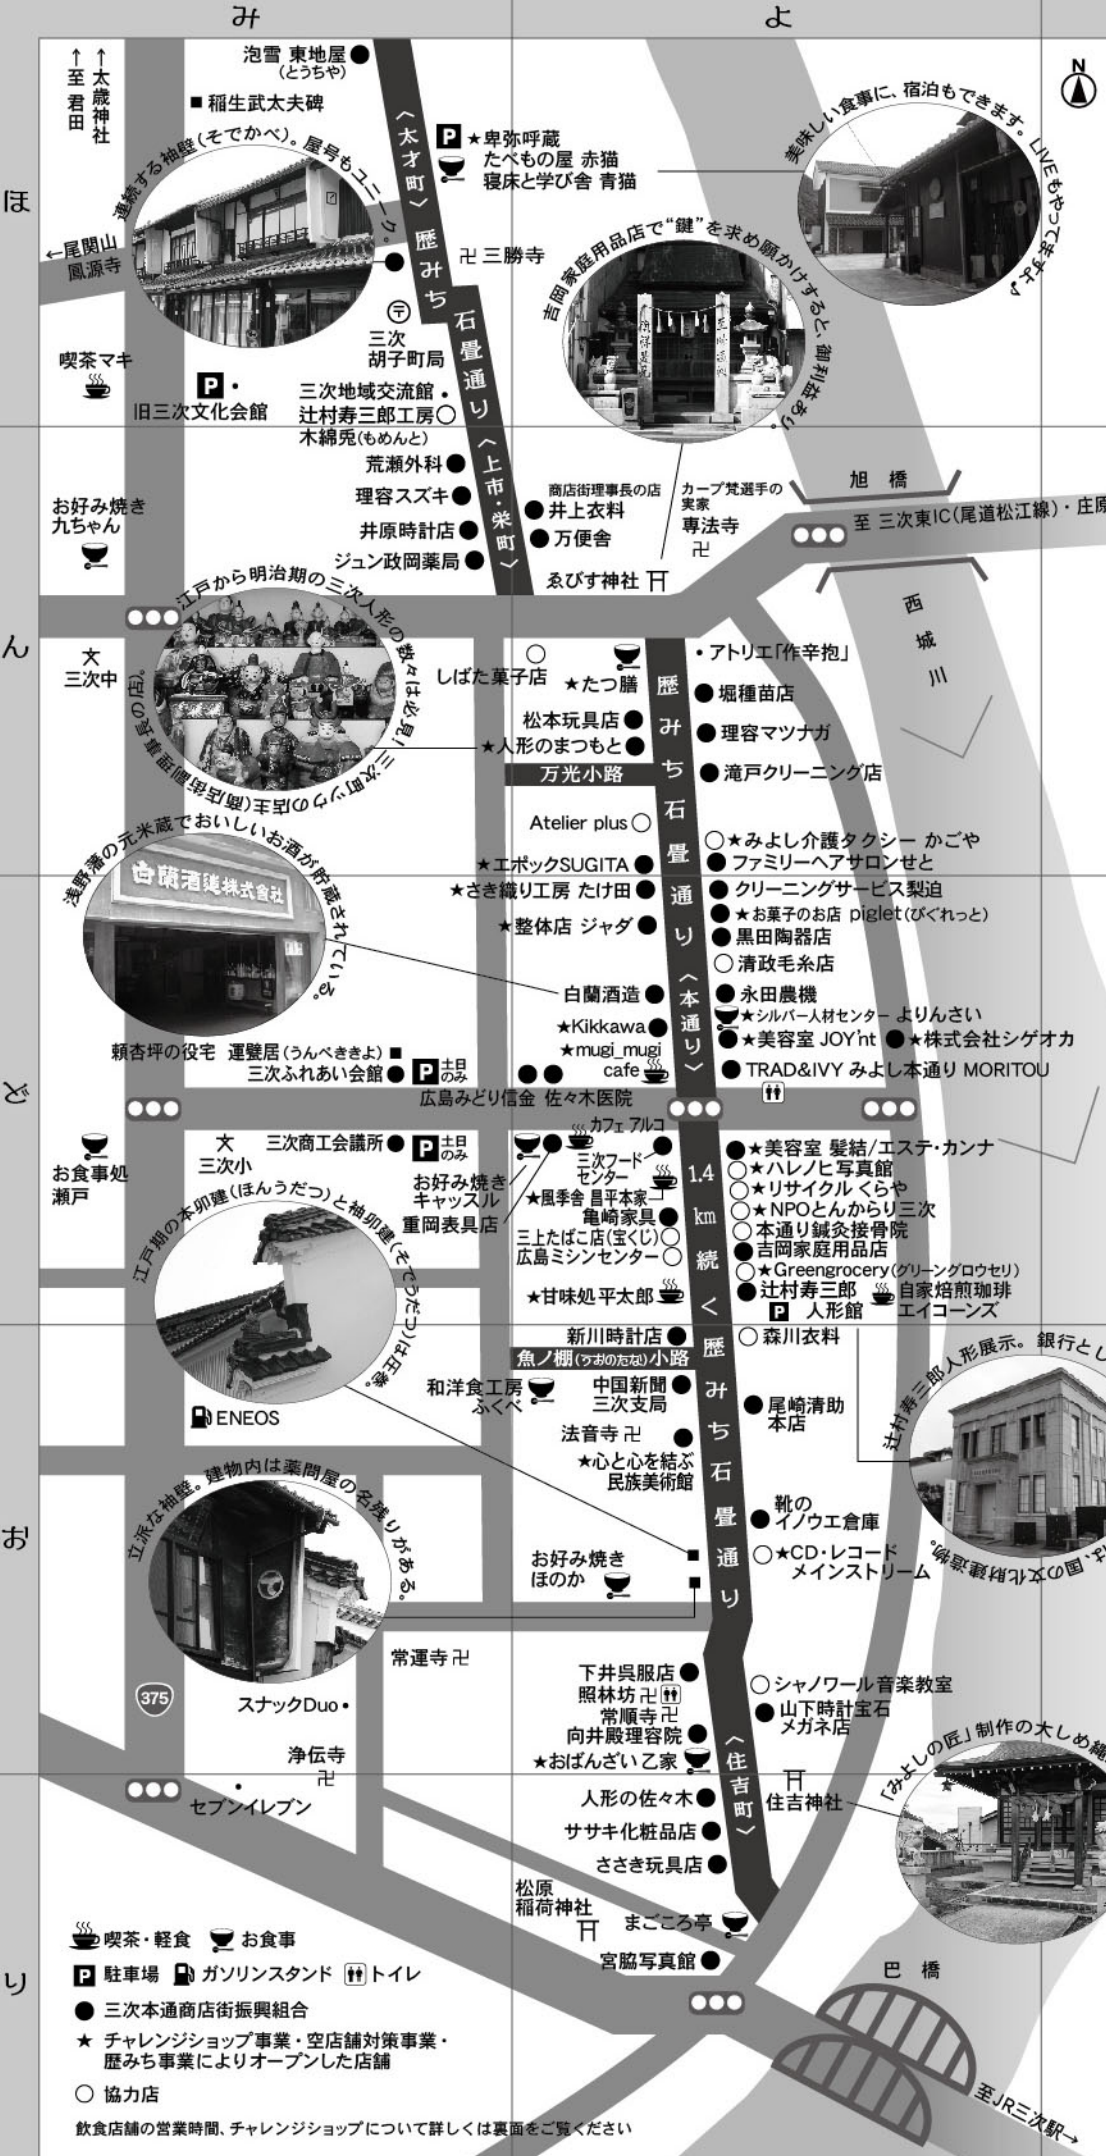 み
よ
ほ
ん
ど
お
り
N
↑至 君田
↑太歳神社
泡雪 東地屋●
(とうちや)
■ 稲生武太夫碑
連続する袖壁(そでかべ)。屋号もユニーク。
←尾関山
鳳源寺
〈太才町〉歴みち石畳通り〈上市・栄町〉
P ★卑弥呼蔵
たべもの屋 赤猫
寝床と学び舎 青猫
美味しい食事に、宿泊もできます。LIVEもやってますよ♪
卍 三勝寺
吉岡家庭用品店で“鍵”を求め願かけすると、御利益あり。
〒
三次
胡子町局
喫茶マキ
P・
旧三次文化会館
三次地域交流館・
辻村寿三郎工房○
木綿兎(もめんと)
荒瀬外科●
理容スズキ●
井原時計店●
ジュン政岡薬局●
お好み焼き
九ちゃん
商店街理事長の店
●井上衣料
●万便舎
カープ梵選手の
実家
専法寺
卍
ゑびす神社
旭 橋
至 三次東IC(尾道松江線)・庄原
西城川
江戸から明治期の三次人形の数々は必見!三次町ツウの店主(商店街副理事長の店)。
文
三次中
○
しばた菓子店
★たつ膳
・アトリエ「作辛抱」
●堀種苗店
松本玩具店●
★人形のまつもと●
●理容マツナガ
万光小路
●滝戸クリーニング店
歴みち石畳通り〈本通り〉
Atelier plus○
○★みよし介護タクシー かごや
★エポックSUGITA●
●ファミリーヘアサロンせと
★さき織り工房 たけ田●
●クリーニングサービス梨迫
●★お菓子のお店 piglet(ぴぐれっと)
★整体店 ジャダ●
●黒田陶器店
○清政毛糸店
浅野藩の元米蔵でおいしいお酒が貯蔵されている。
白蘭酒造株式會社
白蘭酒造●
●永田農機
★シルバー人材センター よりんさい
★Kikkawa●
●★美容室 JOY'nt ●★株式会社シゲオカ
★mugi_mugi
cafe
●TRAD&IVY みよし本通り MORITOU
頼杏坪の役宅 運甓居(うんぺききよ)■
三次ふれあい会館● P 土日のみ
広島みどり信金 佐々木医院
お食事処
瀬戸
文
三次小
三次商工会議所● P 土日のみ
お好み焼き
キャッスル
重岡表具店
カフェ アルコ
三次フード
センター
★風季舎 昌平本家
亀崎家具●
三上たばこ店(宝くじ)○
広島ミシンセンター○
★甘味処 平太郎
1.4km続く歴みち石畳通り
●★美容室 髪結/エステ・カンナ
○★ハレノヒ写真館
○★リサイクル くらや
○★NPOとんからり三次
○本通り鍼灸接骨院
●吉岡家庭用品店
○★Greengrocery(グリーングロウセリ)
●辻村寿三郎
P 人形館
自家焙煎珈琲
エイコーンズ
江戸期の本卯建(ほんうだつ)と袖卯建(そでうだつ)は圧巻。
新川時計店●
○森川衣料
魚ノ棚(うおのたな)小路
和洋食工房
ふくべ
中国新聞
三次支局
●尾崎清助
本店
法音寺 卍
★心と心を結ぶ
民族美術館
ENEOS
辻村寿三郎人形展示。銀行とし
は、国の文化財建造物。
●靴の
イノウエ倉庫
○★CD・レコード
メインストリーム
お好み焼き
ほのか
立派な袖壁。建物内は薬問屋の名残りがある。
常運寺 卍
375
スナックDuo・
浄伝寺
卍
セブンイレブン
下井呉服店●
照林坊 卍
常順寺 卍
向井殿理容院●
★おばんざい 乙家
○シャノワール音楽教室
●山下時計宝石
メガネ店
〈住吉町〉
人形の佐々木●
ササキ化粧品店●
ささき玩具店●
住吉神社
「みよしの匠」制作の大しめ縄
松原
稲荷神社
まごころ亭
宮脇写真館●
巴 橋
至JR三次駅→
喫茶・軽食 お食事
P 駐車場 ガソリンスタンド トイレ
● 三次本通商店街振興組合
★ チャレンジショップ事業・空店舗対策事業・
歴みち事業によりオープンした店舗
○ 協力店
飲食店舗の営業時間、チャレンジショップについて詳しくは裏面をご覧ください